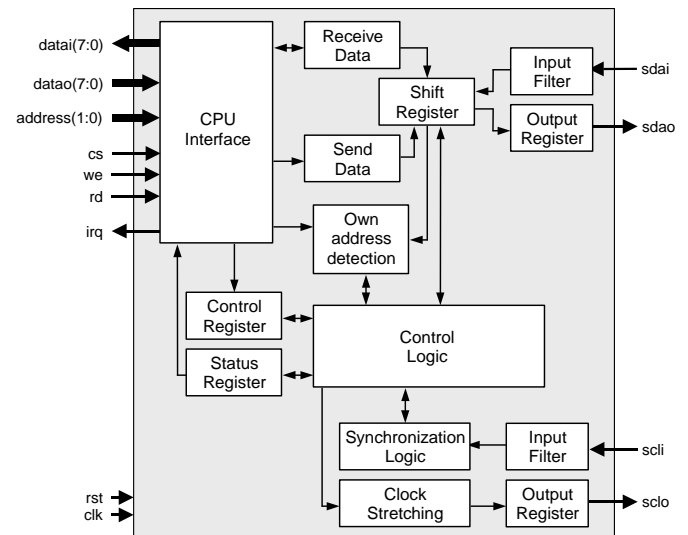 datai(7:0)
datao(7:0)
address(1:0)
cs
we
rd
irq
rst
clk
CPU
Interface
Receive
Data
Shift
Register
Input
Filter
sdai
Output
Register
sdao
Send
Data
Own
address
detection
Control
Register
Control
Logic
Status
Register
Synchronization
Logic
Input
Filter
scli
Clock
Stretching
Output
Register
sclo